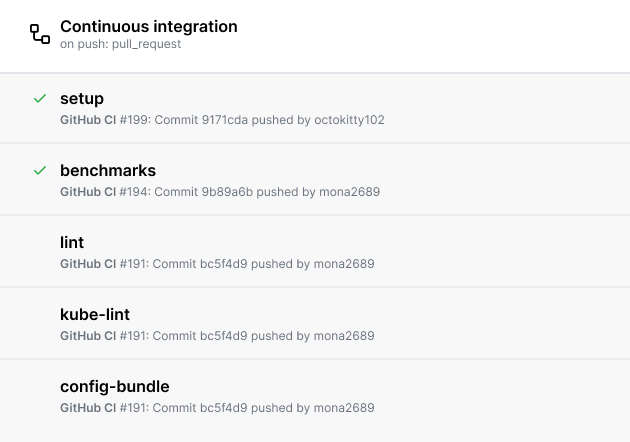 Continuous integration
on push: pull_request
setup
GitHub CI #199: Commit 9171cda pushed by octokitty102
benchmarks
GitHub CI #194: Commit 9b89a6b pushed by mona2689
lint
GitHub CI #191: Commit bc5f4d9 pushed by mona2689
kube-lint
GitHub CI #191: Commit bc5f4d9 pushed by mona2689
config-bundle
GitHub CI #191: Commit bc5f4d9 pushed by mona2689